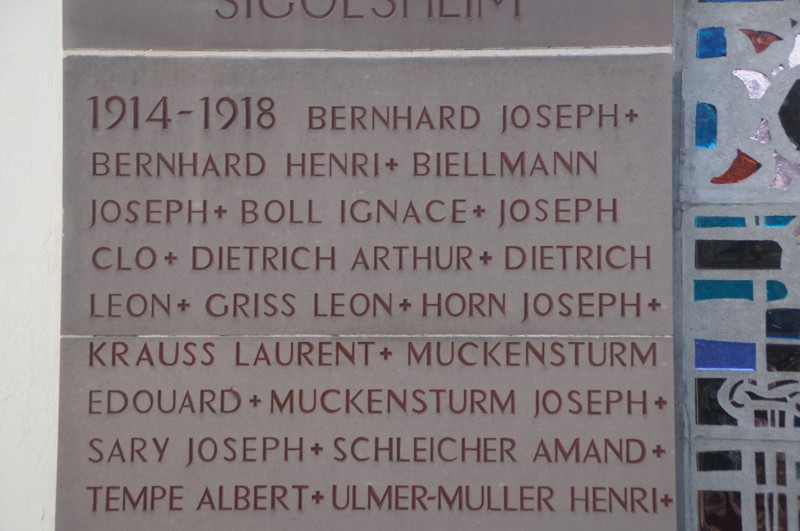 SIGOLSHEIM
1914-1918 BERNHARD JOSEPH+
BERNHARD HENRI+ BIELLMANN
JOSEPH+ BOLL IGNACE+ JOSEPH
CLO+ DIETRICH ARTHUR+ DIETRICH
LEON+ GRISS LEON+ HORN JOSEPH+
KRAUSS LAURENT+ MUCKENSTURM
EDOUARD+ MUCKENSTURM JOSEPH+
SARY JOSEPH+ SCHLEICHER AMAND+
TEMPE ALBERT+ ULMER-MULLER HENRI+